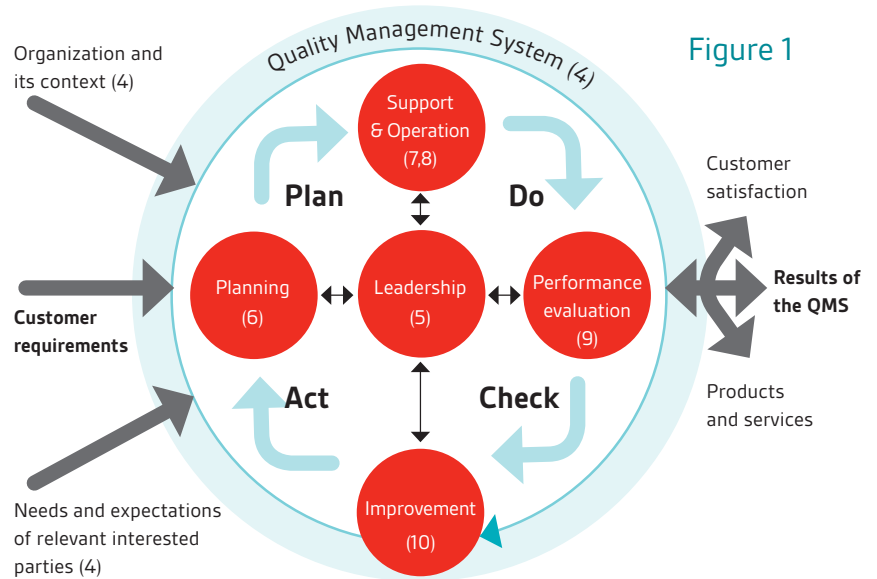 Quality Management System (4)
Figure 1
Organization and
its context (4)
Support
& Operation
(7,8)
Plan
Do
Customer
satisfaction
Planning
(6)
Leadership
(5)
Performance
evaluation
(9)
Results of
the QMS
Customer
requirements
Act
Check
Products
and services
Improvement
(10)
Needs and expectations
of relevant interested
parties (4)